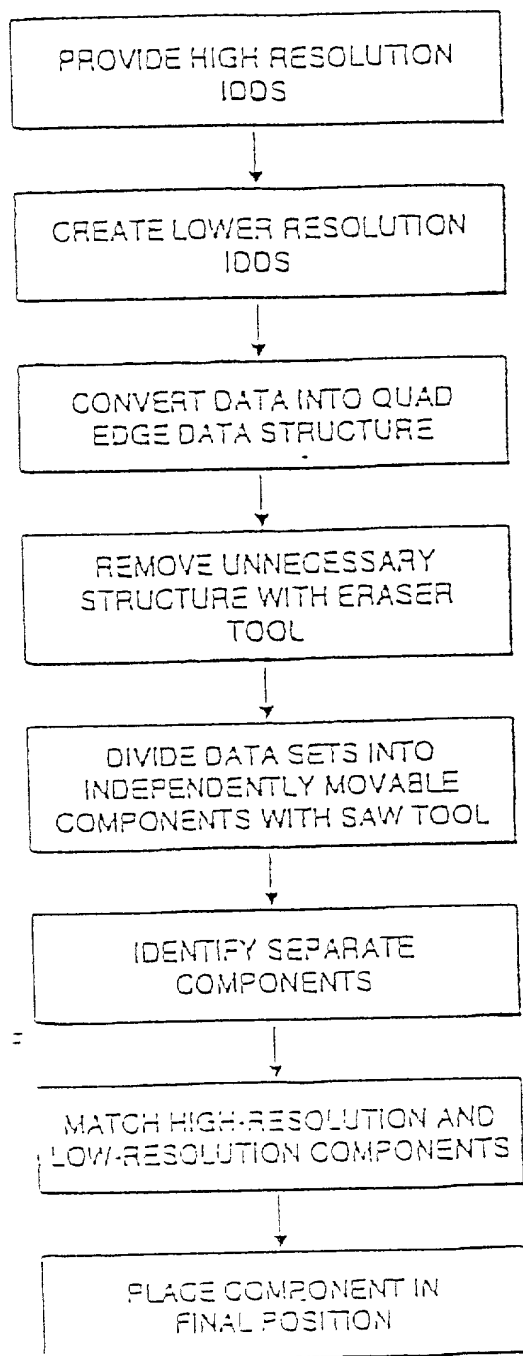 PROVIDE HIGH RESOLUTION
IDDS
CREATE LOWER RESOLUTION
IDDS
CONVERT DATA INTO QUAD
EDGE DATA STRUCTURE
REMOVE UNNECESSARY
STRUCTURE WITH ERASER
TOOL
DIVIDE DATA SETS INTO
INDEPENDENTLY MOVABLE
COMPONENTS WITH SAW TOOL
IDENTIFY SEPARATE
COMPONENTS
MATCH HIGH-RESOLUTION AND
LOW-RESOLUTION COMPONENTS
PLACE COMPONENT IN
FINAL POSITION